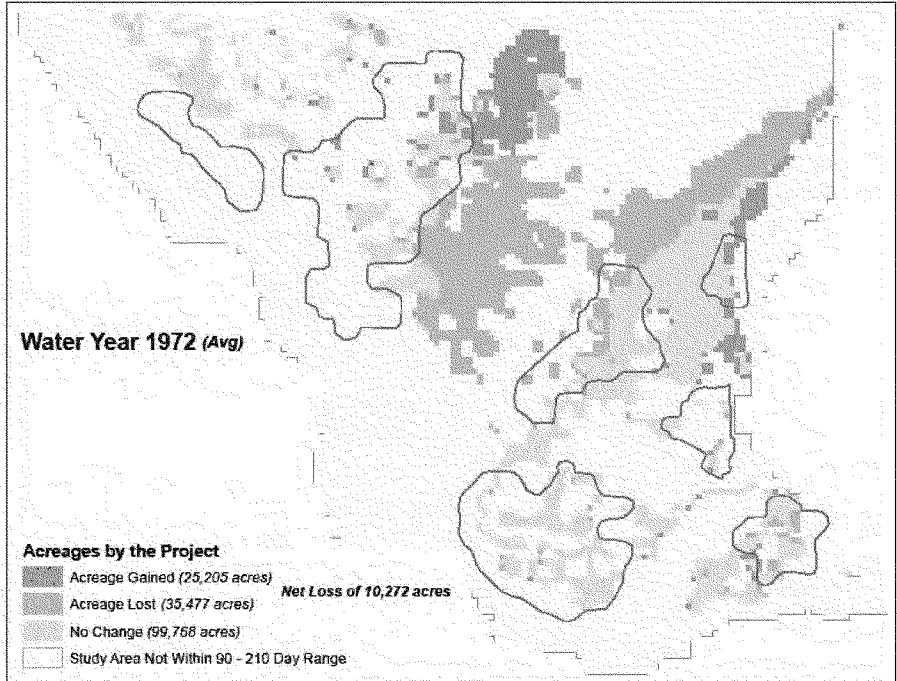 Water Year 1972 (Avg)
Acreages by the Project
Acreage Gained (25,205 acres)
Net Loss of 10,272 acres
Acreage Lost (35,477 acres)
No Change (99,768 acres)
Study Area Not Within 90 - 210 Day Range